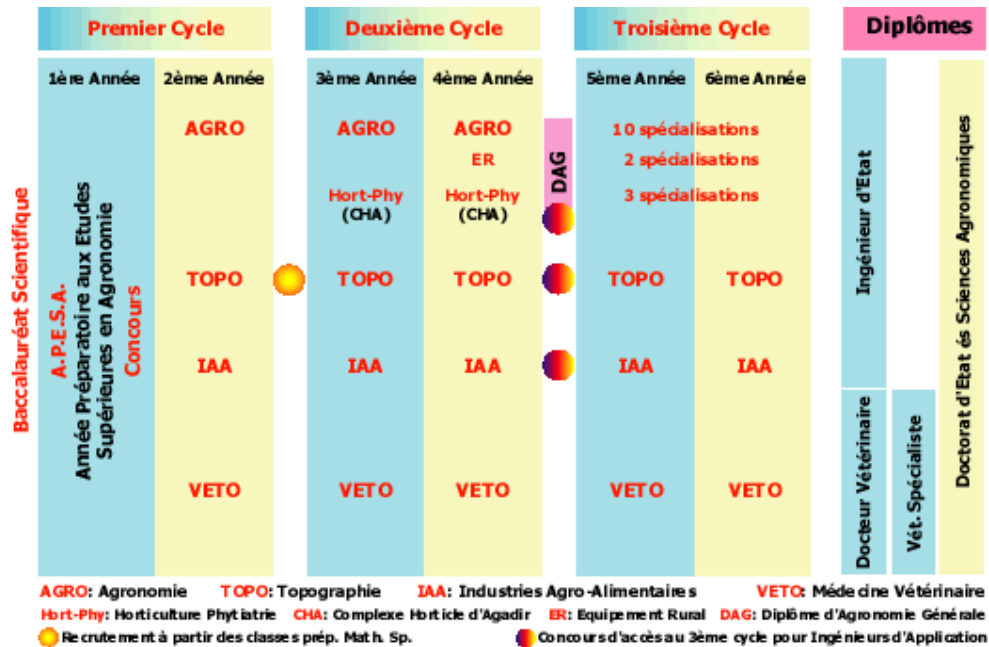 Premier Cycle
Deuxième Cycle
Troisième Cycle
Diplômes
1ère Année
2ème Année
3ème Année
4ème Année
5ème Année
6ème Année
Baccalauréat Scientifique
A.P.E.S.A.
Année Préparatoire aux Etudes
Supérieures en Agronomie
Concours
AGRO
AGRO
AGRO
10 spécialisations
ER
2 spécialisations
Hort-Phy
(CHA)
Hort-Phy
(CHA)
3 spécialisations
DAG
TOPO
TOPO
TOPO
TOPO
TOPO
IAA
IAA
IAA
IAA
IAA
VETO
VETO
VETO
VETO
VETO
Ingénieur d'Etat
Docteur Vétérinaire
Vét. Spécialiste
Doctorat d'Etat és Sciences Agronomiques
AGRO: Agronomie TOPO: Topographie IAA: Industries Agro-Alimentaires VETO: Médecine Vétérinaire
Hort-Phy: Horticulture Phytiatrie CHA: Complexe Horticle d'Agadir ER: Equipement Rural DAG: Diplôme d'Agronomie Générale
Recrutement à partir des classes prép. Math. Sp. Concours d'accès au 3ème cycle pour Ingénieurs d'Application